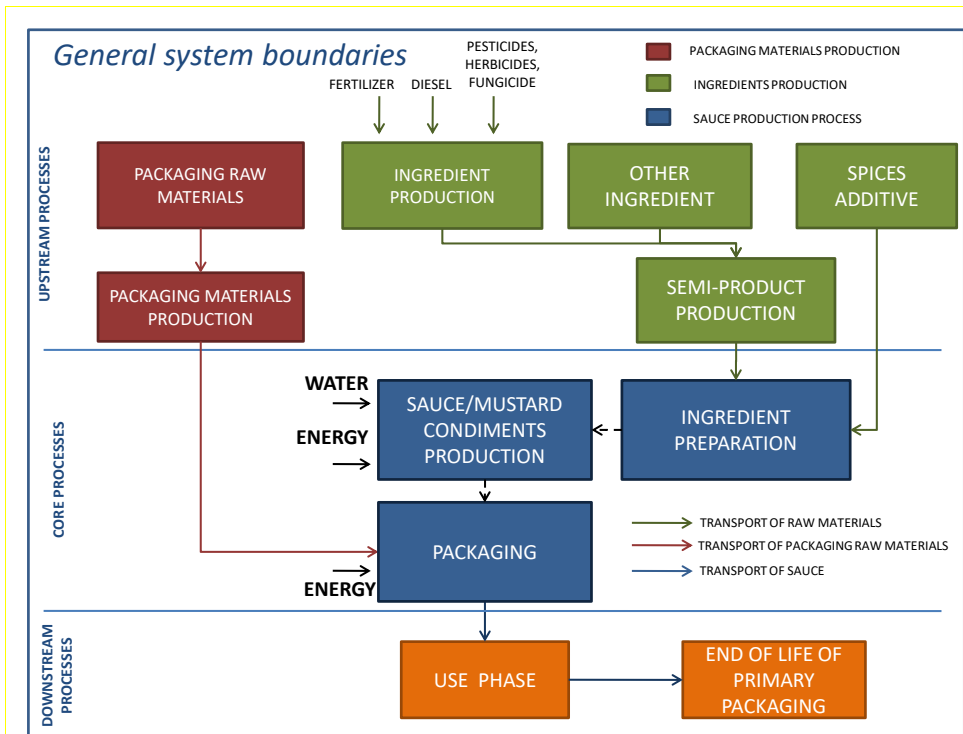 General system boundaries
PESTICIDES,
HERBICIDES,
FUNGICIDE
FERTILIZER
DIESEL
PACKAGING MATERIALS PRODUCTION
INGREDIENTS PRODUCTION
SAUCE PRODUCTION PROCESS
UPSTREAM PROCESSES
PACKAGING RAW
MATERIALS
INGREDIENT
PRODUCTION
OTHER
INGREDIENT
SPICES
ADDITIVE
PACKAGING MATERIALS
PRODUCTION
SEMI-PRODUCT
PRODUCTION
CORE PROCESSES
WATER
ENERGY
SAUCE/MUSTARD
CONDIMENTS
PRODUCTION
INGREDIENT
PREPARATION
PACKAGING
ENERGY
TRANSPORT OF RAW MATERIALS
TRANSPORT OF PACKAGING RAW MATERIALS
TRANSPORT OF SAUCE
DOWNSTREAM
PROCESSES
USE PHASE
END OF LIFE OF
PRIMARY
PACKAGING